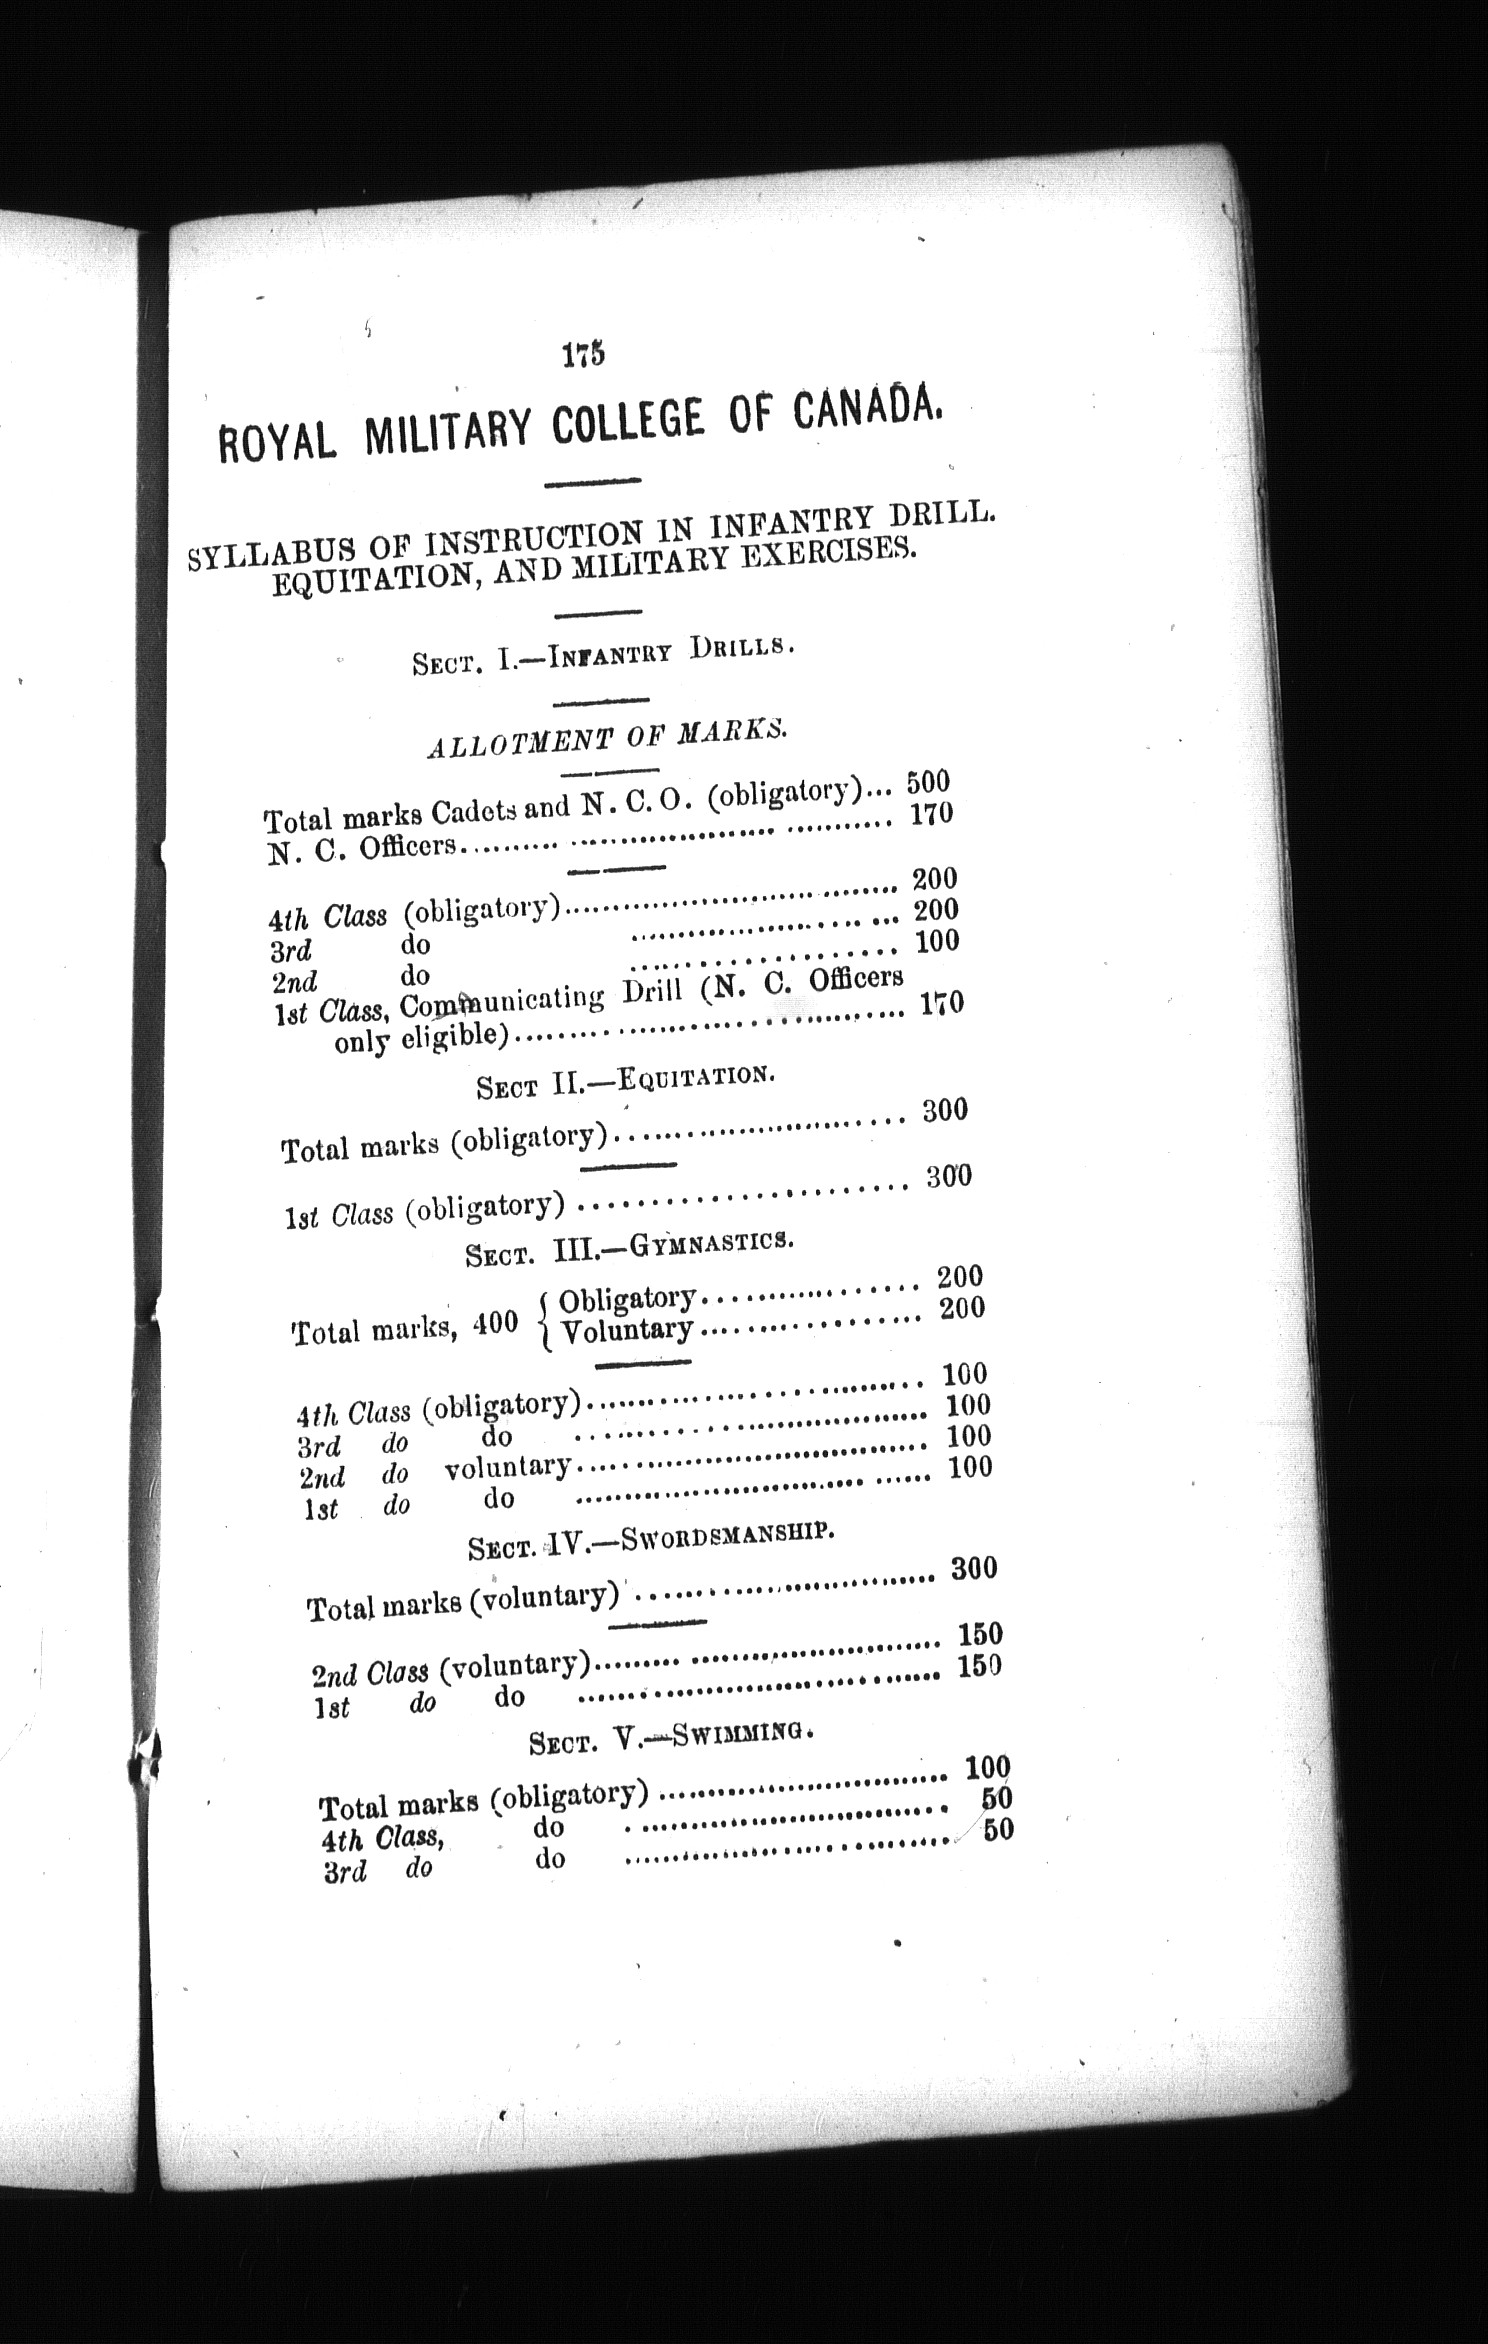 175
ROYAL MILITARY COLLEGE OF CANADA.
SYLLABUS OF INSTRUCTION IN INFANTRY DRILL.
EQUITATION, AND MILITARY EXERCISES.
SECT. I.—INFANTRY DRILLS.
ALLOTMENT OF MARKS.
Total marks Cadets and N. C. O. (obligatory)... 500
N. C. Officers.......... ..................... ........... 170
4th Class (obligatory)......................... ........ 200
3rd do ....................... ... 200
2nd do ...................... 100
1st Class, Communicating Drill (N. C. Officers
only eligible)................................ 170
SECT II.—EQUITATION.
Total marks (obligatory).......................... 300
1st Class (obligatory) ....................... 300
SECT. III.—GYMNASTICS.
Total marks, 400 { Obligatory.................. 200
{ Voluntary.................. 200
4th Class (obligatory)............................ 100
3rd do do ............................... 100
2nd do voluntary................................ 100
1st do do ............................ ...... 100
SECT. IV.—SWORDSMANSHIP.
Total marks (voluntary) ............................ 300
2nd Class (voluntary)......... ......................... 150
1st do do .................................... 150
SECT. V.—SWIMMING.
Total marks (obligatory) ............................. 100
4th Class, do . .............................. 50
3rd do do ................................ 50